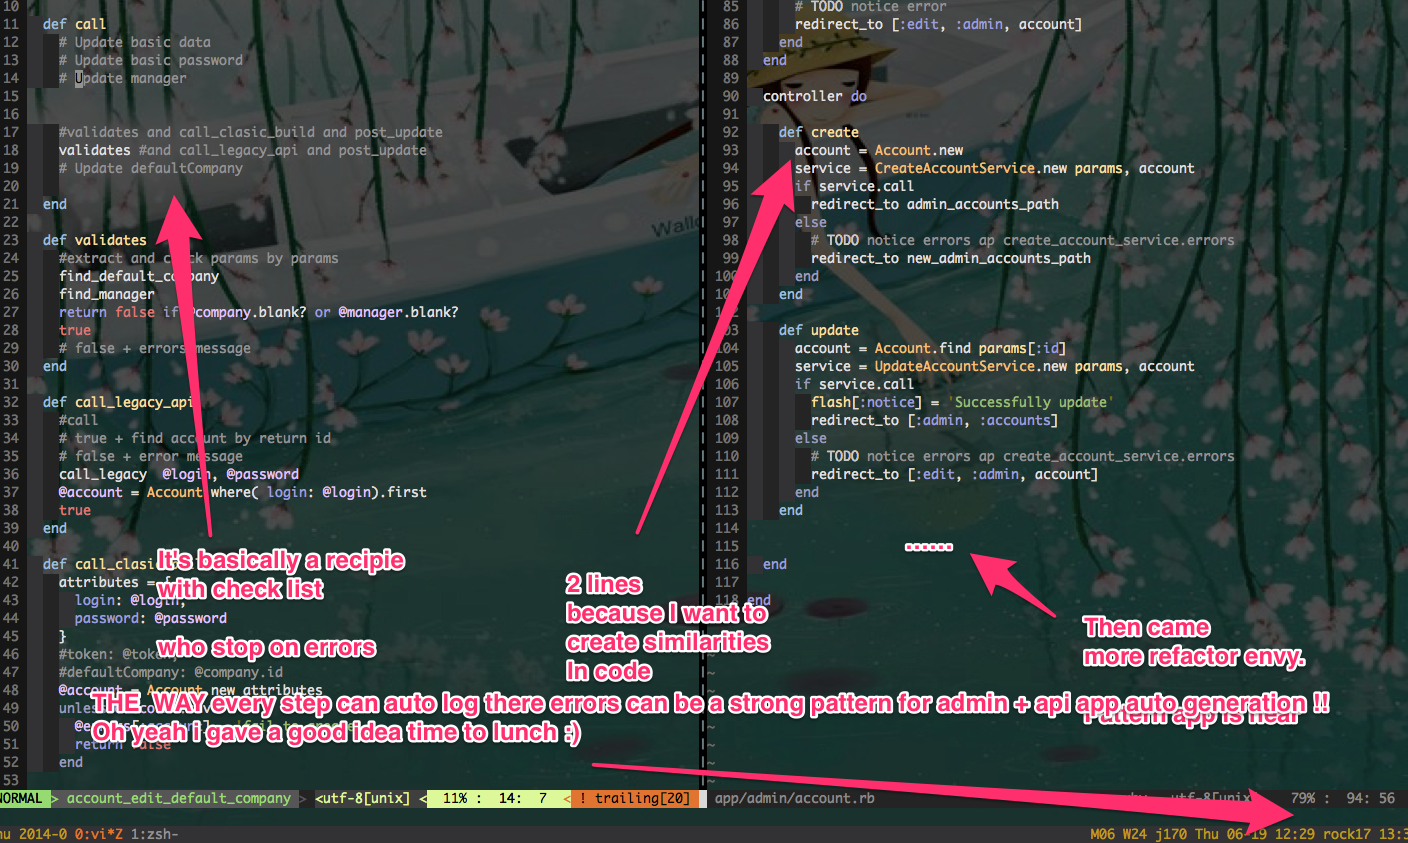 10
11 def call
12 # Update basic data
13 # Update basic password
14 # Update manager
15
16
17 #validates and call_clasic_build and post_update
18 validates #and call_legacy_api and post_update
19 # Update defaultCompany
20
21 end
22
23 def validates
24 #extract and check params by params
25 find_default_company
26 find_manager
27 return false if @company.blank? or @manager.blank?
28 true
29 # false + errors message
30 end
31
32 def call_legacy_api
33 #call
34 # true + find account by return id
35 # false + error message
36 call_legacy @login, @password
37 @account = Account.where( login: @login).first
38 true
39 end
40
41 def call_clasi
42 attributes = {
43 login: @login,
44 password: @password
45 }
46 #token: @token,
47 #defaultCompany: @company.id
48 @account = Account.new attributes
49
50
51 return false
52 end
53
It's basically a recipie
with check list
who stop on errors
2 lines
because I want to
create similarities
In code
THE WAY every step can auto log there errors can be a strong pattern for admin + api app auto generation !!
Oh yeah i gave a good idea time to lunch :)
85 # TODO notice error
86 redirect_to [:edit, :admin, account]
87 end
88 end
89
90 controller do
91
92 def create
93 account = Account.new
94 service = CreateAccountService.new params, account
95 if service.call
96 redirect_to admin_accounts_path
97 else
98 # TODO notice errors ap create_account_service.errors
99 redirect_to new_admin_accounts_path
100 end
101 end
102
103 def update
104 account = Account.find params[:id]
105 service = UpdateAccountService.new params, account
106 if service.call
107 flash[:notice] = 'Successfully update'
108 redirect_to [:admin, :accounts]
109 else
110 # TODO notice errors ap create_account_service.errors
111 redirect_to [:edit, :admin, account]
112 end
113 end
114
115 ......
116 end
117
118 end
Then came
more refactor envy.
Pattern app is near
NORMAL > account_edit_default_company > <utf-8[unix] < 11% : 14: 7 < ! trailing[20]
app/admin/account.rb utf-8[unix 79% : 94: 56
hu 2014-0 0:vi*Z 1:zsh-
M06 W24 j170 Thu 06-19 12:29 rock17 13:3